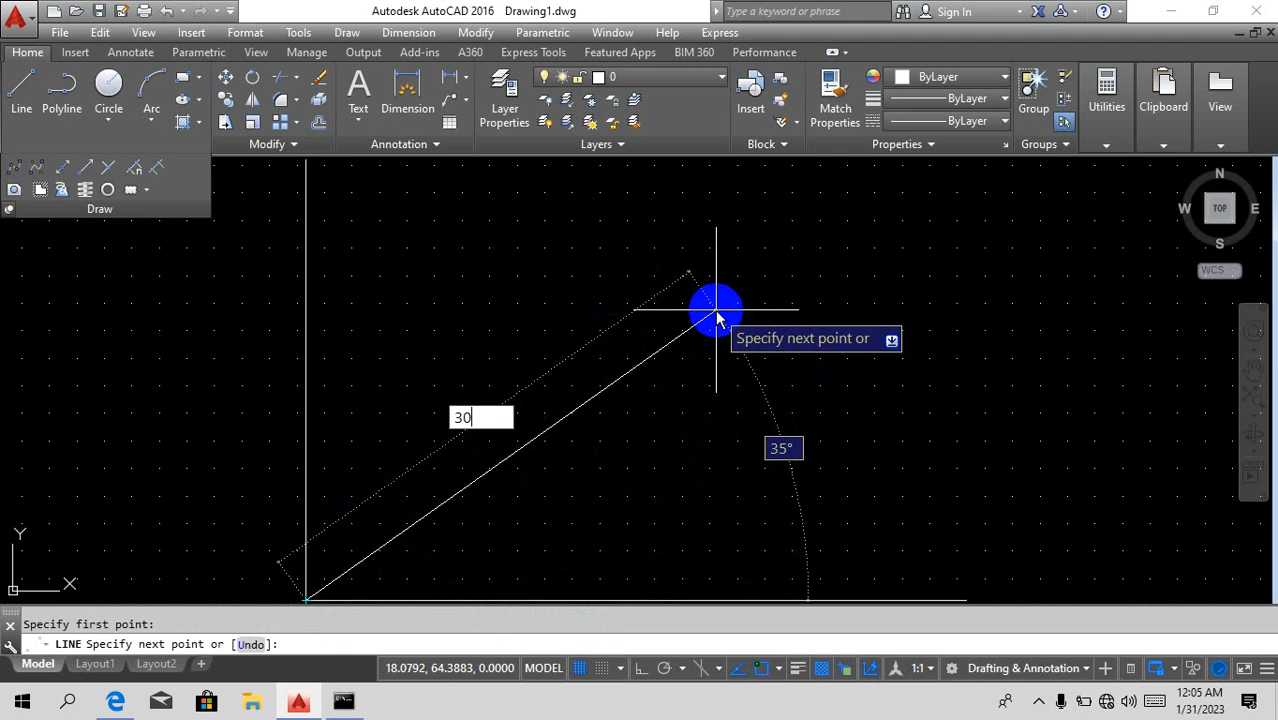 Autodesk AutoCAD 2016 Drawing1.dwg
Type a keyword or phrase
Sign In
File Edit View Insert Format Tools Draw Dimension Modify Parametric Window Help Express
Home Insert Annotate Parametric View Manage Output Add-ins A360 Express Tools Featured Apps BIM 360 Performance
Line Polyline Circle Arc
Text Dimension
Layer Properties
0
Insert
Match Properties
ByLayer
ByLayer
ByLayer
Group
Utilities
Clipboard
View
Modify Annotation Layers Block Properties Groups
Draw
N
W TOP E
S
WCS
Specify next point or
30
35°
Y
X
Specify first point:
LINE Specify next point or [Undo]:
Model Layout1 Layout2 +
18.0792, 64.3883, 0.0000 MODEL
1:1
Drafting & Annotation
12:05 AM
1/31/2023